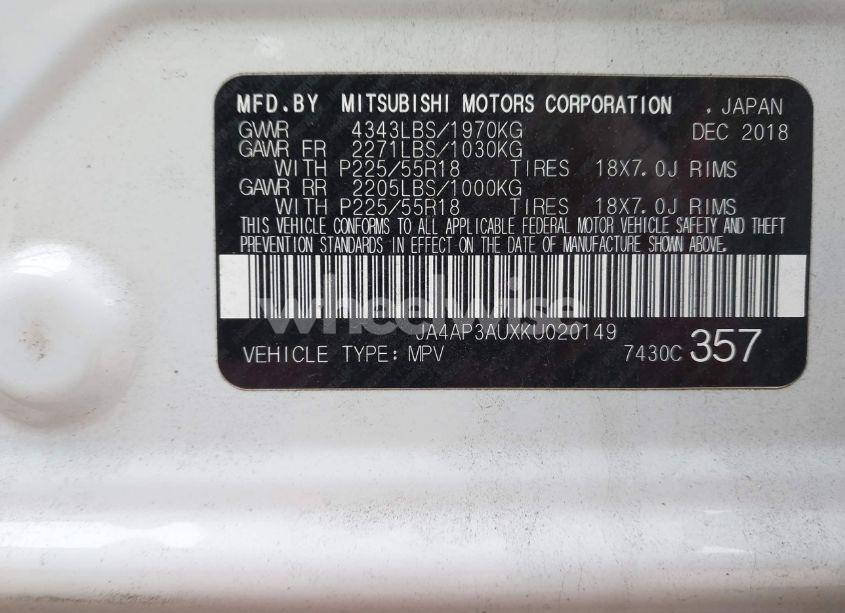 MFD.BY MITSUBISHI MOTORS CORPORATION . JAPAN
GVWR 4343LBS/1970KG DEC 2018
GAWR FR 2271LBS/1030KG
WITH P225/55R18 TIRES 18X7.0J RIMS
GAWR RR 2205LBS/1000KG
WITH P225/55R18 TIRES 18X7.0J RIMS
THIS VEHICLE CONFORMS TO ALL APPLICABLE FEDERAL MOTOR VEHICLE SAFETY AND THEFT
PREVENTION STANDARDS IN EFFECT ON THE DATE OF MANUFACTURE SHOWN ABOVE.
wheelwise
JA4AP3AUXKU020149
VEHICLE TYPE: MPV 7430C 357